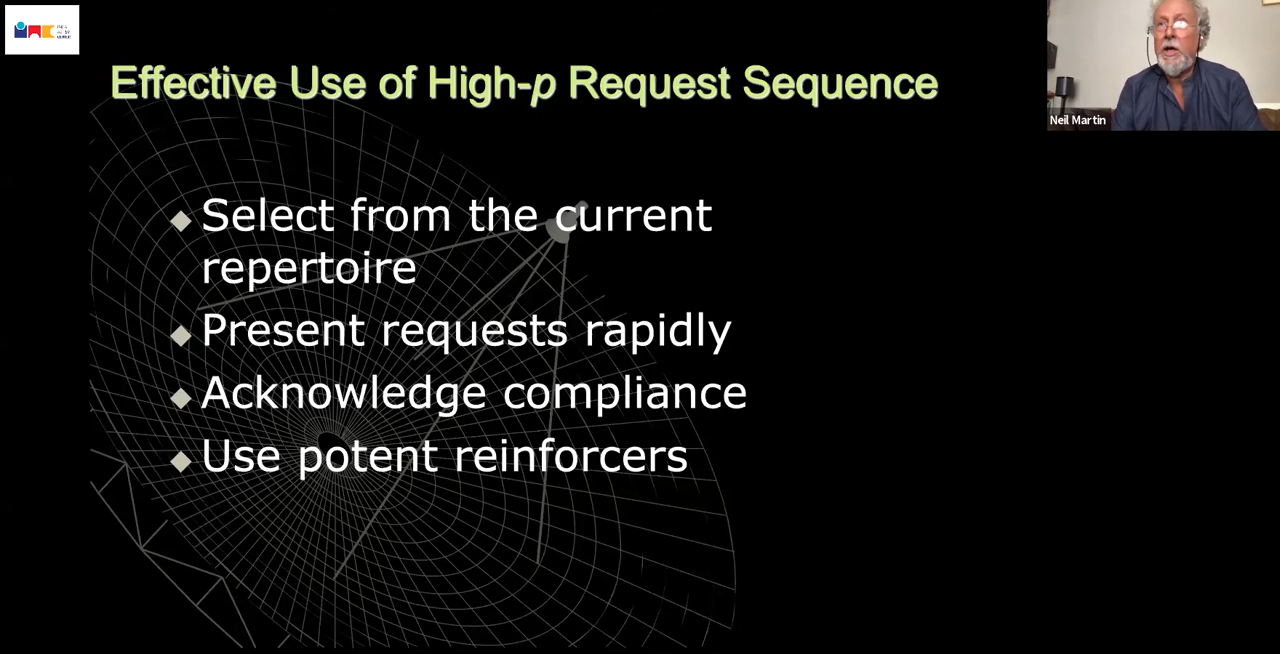 Effective Use of High-p Request Sequence
Neil Martin
◆ Select from the current
repertoire
◆ Present requests rapidly
◆ Acknowledge compliance
◆ Use potent reinforcers